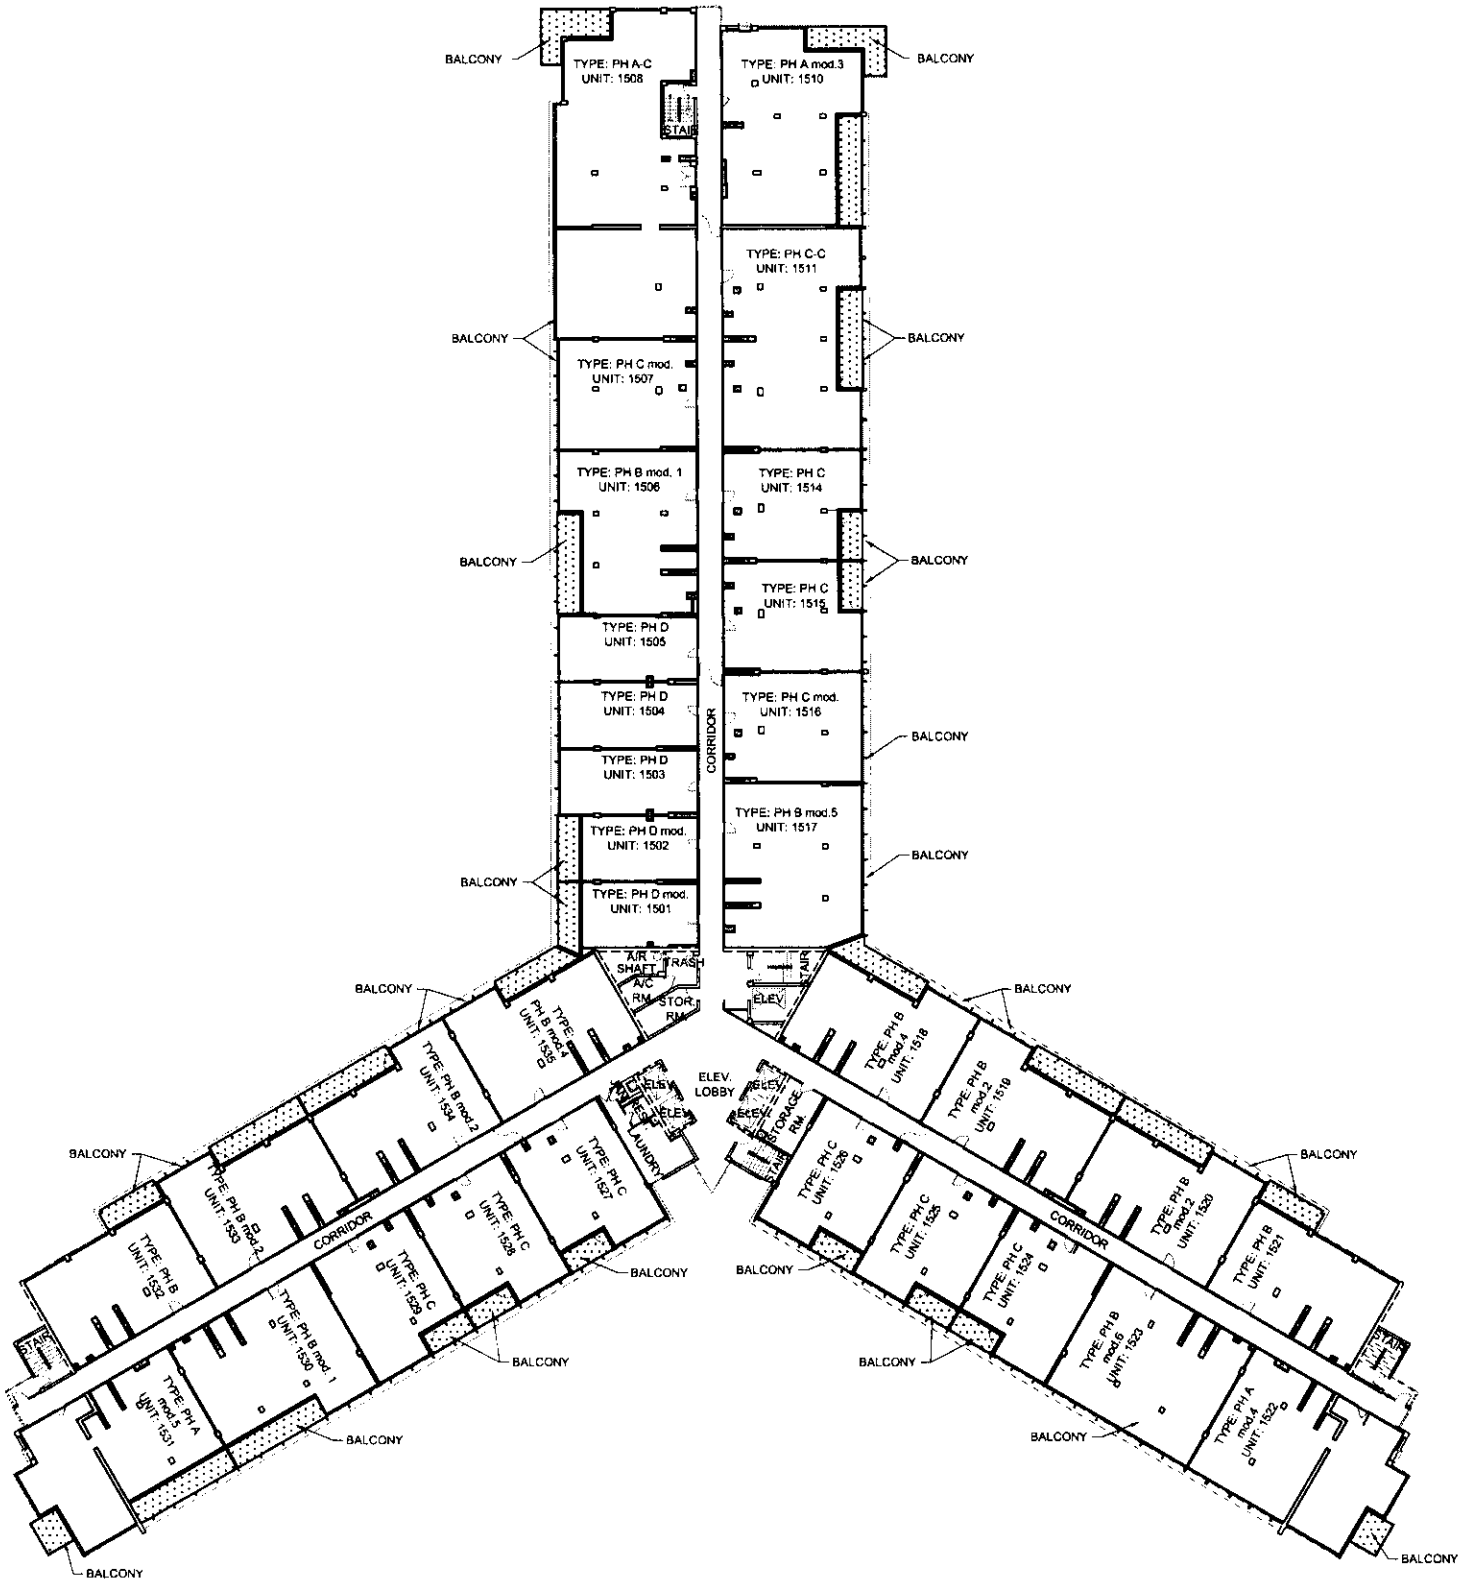 BALCONY
TYPE: PH A-C
UNIT: 1508
TYPE: PH A mod.3
UNIT: 1510
BALCONY
STAIR
TYPE: PH C-C
UNIT: 1511
BALCONY
BALCONY
TYPE: PH C mod.
UNIT: 1507
TYPE: PH B mod. 1
UNIT: 1506
TYPE: PH C
UNIT: 1514
BALCONY
BALCONY
TYPE: PH C
UNIT: 1515
TYPE: PH D
UNIT: 1505
TYPE: PH D
UNIT: 1504
TYPE: PH C mod.
UNIT: 1516
CORRIDOR
BALCONY
TYPE: PH D
UNIT: 1503
TYPE: PH D mod.
UNIT: 1502
TYPE: PH B mod.5
UNIT: 1517
BALCONY
BALCONY
TYPE: PH D mod.
UNIT: 1501
AIR
SHAFT
TRASH
A/C
RM.
STOR.
RM.
STAIR
ELEV.
BALCONY
BALCONY
TYPE:
PH B mod.4
UNIT: 1535
TYPE: PH B
mod.4
UNIT: 1518
TYPE: PH B mod.2
UNIT: 1534
TYPE: PH B
mod.2
UNIT: 1519
ELEV.
LOBBY
ELEV.
ELEV.
ELEV.
ELEV.
STORAGE
RM.
LAUNDRY
STAIR
BALCONY
BALCONY
TYPE: PH B mod.2
UNIT: 1533
TYPE: PH C
UNIT: 1527
TYPE: PH C
UNIT: 1526
TYPE: PH B
mod.2
UNIT: 1520
CORRIDOR
CORRIDOR
TYPE: PH C
UNIT: 1528
TYPE: PH C
UNIT: 1525
TYPE: PH B
UNIT: 1532
TYPE: PH B
UNIT: 1521
TYPE: PH C
UNIT: 1529
TYPE: PH C
UNIT: 1524
BALCONY
BALCONY
STAIR
STAIR
TYPE: PH B mod. 1
UNIT: 1530
TYPE: PH B
mod.6
UNIT: 1523
BALCONY
BALCONY
TYPE: PH A
mod.5
UNIT: 1531
TYPE: PH A
mod.4
UNIT: 1522
BALCONY
BALCONY
BALCONY
BALCONY